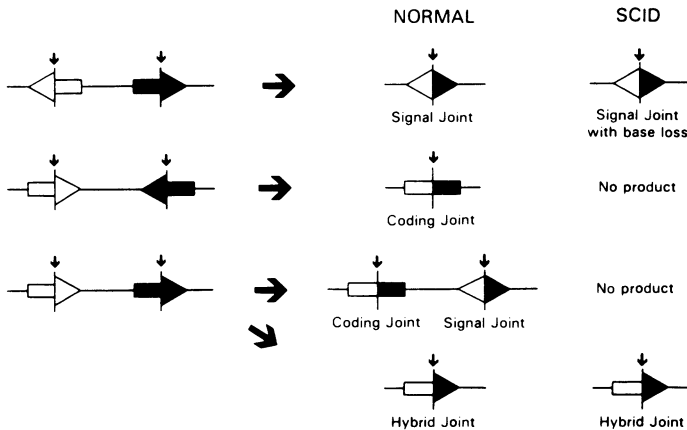 NORMAL SCID
Signal Joint
Signal Joint
with base loss
Coding Joint
No product
Coding Joint Signal Joint
No product
Hybrid Joint
Hybrid Joint